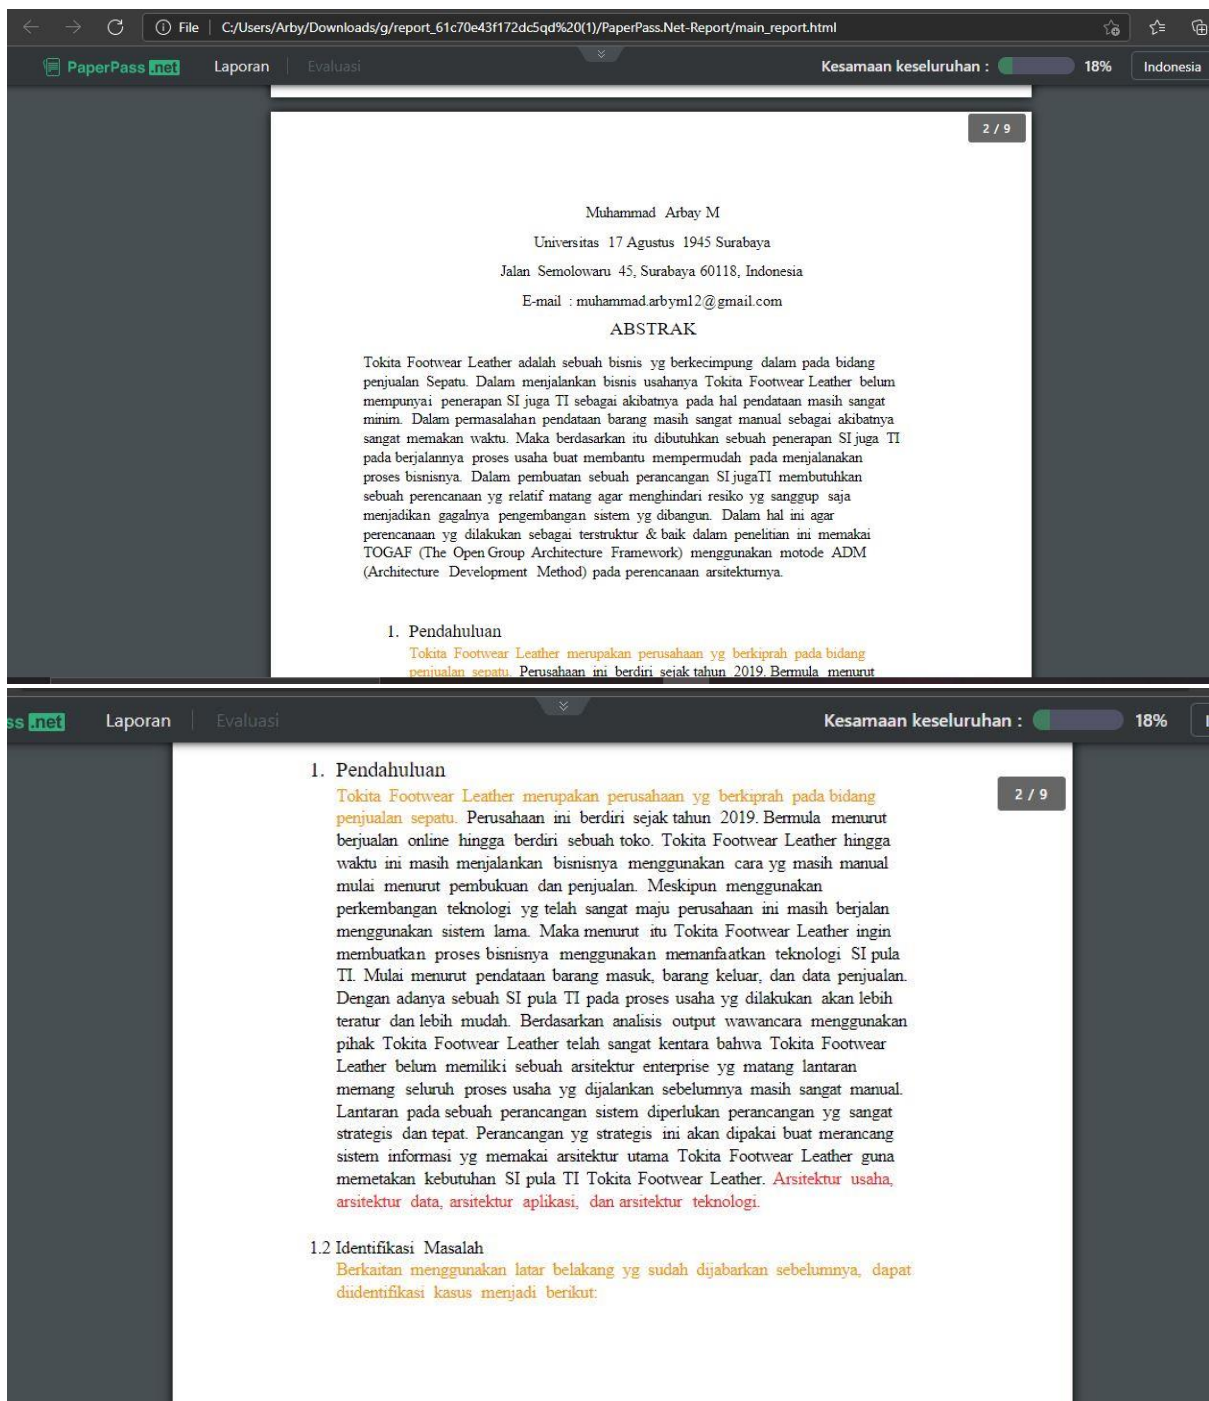 File C:/Users/Arby/Downloads/g/report_61c70e43f172dc5qd%20(1)/PaperPass.Net-Report/main_report.html
PaperPass .net Laporan Evaluasi Kesamaan keseluruhan : 18% Indonesia
2 / 9
Muhammad Arbay M
Universitas 17 Agustus 1945 Surabaya
Jalan Semolowaru 45, Surabaya 60118, Indonesia
E-mail : muhammad.arbym12@gmail.com
ABSTRAK
Tokita Footwear Leather adalah sebuah bisnis yg berkecimpung dalam pada bidang
penjualan Sepatu. Dalam menjalankan bisnis usahanya Tokita Footwear Leather belum
mempunyai penerapan SI juga TI sebagai akibatnya pada hal pendataan masih sangat
minim. Dalam permasalahan pendataan barang masih sangat manual sebagai akibatnya
sangat memakan waktu. Maka berdasarkan itu dibutuhkan sebuah penerapan SI juga TI
pada berjalannya proses usaha buat membantu mempermudah pada menjalanakan
proses bisnisnya. Dalam pembuatan sebuah perancangan SI jugaTI membutuhkan
sebuah perencanaan yg relatif matang agar menghindari resiko yg sanggup saja
menjadikan gagalnya pengembangan sistem yg dibangun. Dalam hal ini agar
perencanaan yg dilakukan sebagai terstruktur & baik dalam penelitian ini memakai
TOGAF (The Open Group Architecture Framework) menggunakan motode ADM
(Architecture Development Method) pada perencanaan arsitekturnya.
1. Pendahuluan
Tokita Footwear Leather merupakan perusahaan yg berkiprah pada bidang
penjualan sepatu. Perusahaan ini berdiri sejak tahun 2019. Bermula menurut
ss .net Laporan Evaluasi Kesamaan keseluruhan : 18%
1. Pendahuluan
2 / 9
Tokita Footwear Leather merupakan perusahaan yg berkiprah pada bidang
penjualan sepatu. Perusahaan ini berdiri sejak tahun 2019. Bermula menurut
berjualan online hingga berdiri sebuah toko. Tokita Footwear Leather hingga
waktu ini masih menjalankan bisnisnya menggunakan cara yg masih manual
mulai menurut pembukuan dan penjualan. Meskipun menggunakan
perkembangan teknologi yg telah sangat maju perusahaan ini masih berjalan
menggunakan sistem lama. Maka menurut itu Tokita Footwear Leather ingin
membuatkan proses bisnisnya menggunakan memanfaatkan teknologi SI pula
TI. Mulai menurut pendataan barang masuk, barang keluar, dan data penjualan.
Dengan adanya sebuah SI pula TI pada proses usaha yg dilakukan akan lebih
teratur dan lebih mudah. Berdasarkan analisis output wawancara menggunakan
pihak Tokita Footwear Leather telah sangat kentara bahwa Tokita Footwear
Leather belum memiliki sebuah arsitektur enterprise yg matang lantaran
memang seluruh proses usaha yg dijalankan sebelumnya masih sangat manual.
Lantaran pada sebuah perancangan sistem diperlukan perancangan yg sangat
strategis dan tepat. Perancangan yg strategis ini akan dipakai buat merancang
sistem informasi yg memakai arsitektur utama Tokita Footwear Leather guna
memetakan kebutuhan SI pula TI Tokita Footwear Leather. Arsitektur usaha,
arsitektur data, arsitektur aplikasi, dan arsitektur teknologi.
1.2 Identifikasi Masalah
Berkaitan menggunakan latar belakang yg sudah dijabarkan sebelumnya, dapat
diidentifikasi kasus menjadi berikut: